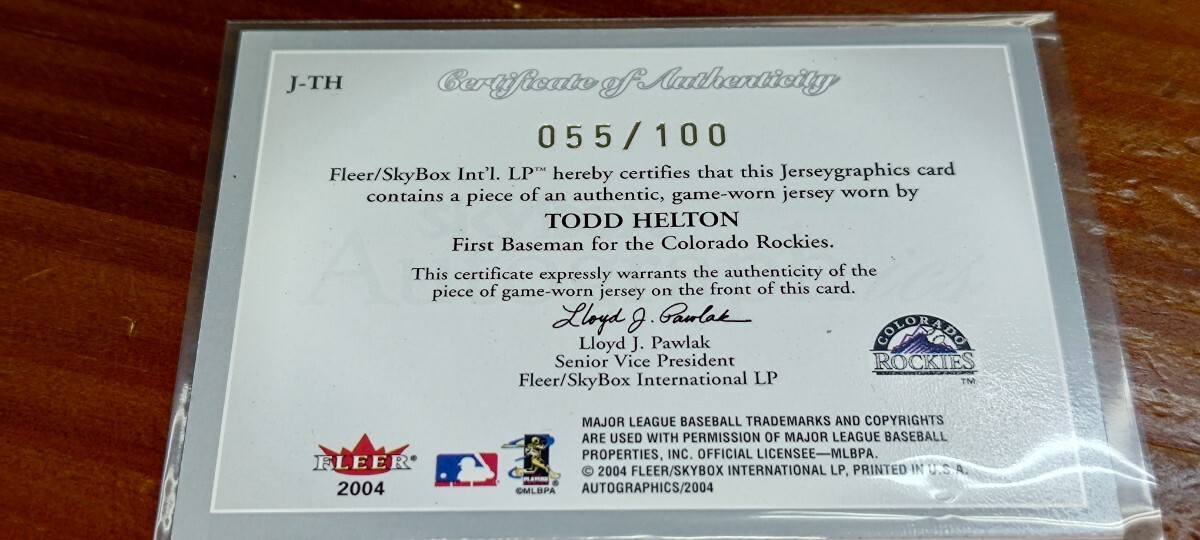 J-TH
Certificate of Authenticity
055/100
Fleer/SkyBox Int'l. LP™ hereby certifies that this Jerseygraphics card
contains a piece of an authentic, game-worn jersey worn by
TODD HELTON
First Baseman for the Colorado Rockies.
This certificate expressly warrants the authenticity of the
piece of game-worn jersey on the front of this card.
Lloyd J. Pawlak
Lloyd J. Pawlak
Senior Vice President
Fleer/SkyBox International LP
COLORADO
ROCKIES
™
FLEER®
2004
PLAYERS
©MLBPA
MAJOR LEAGUE BASEBALL TRADEMARKS AND COPYRIGHTS
ARE USED WITH PERMISSION OF MAJOR LEAGUE BASEBALL
PROPERTIES, INC. OFFICIAL LICENSEE—MLBPA.
© 2004 FLEER/SKYBOX INTERNATIONAL LP, PRINTED IN U.S.A.
AUTOGRAPHICS/2004